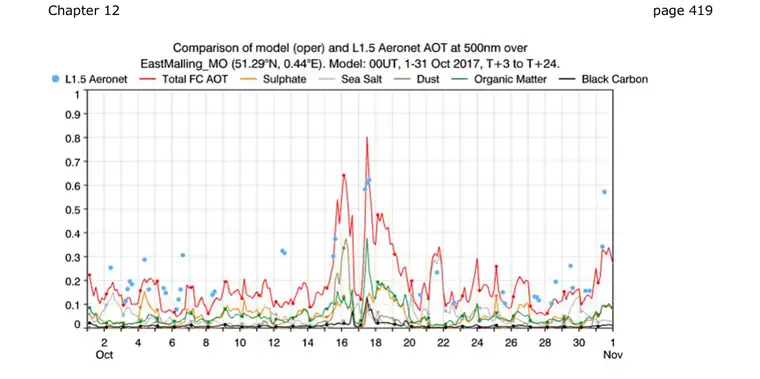 Chapter 12 page 419
Comparison of model (oper) and L1.5 Aeronet AOT at 500nm over
EastMalling_MO (51.29°N, 0.44°E). Model: 00UT, 1-31 Oct 2017, T+3 to T+24.
L1.5 Aeronet Total FC AOT Sulphate Sea Salt Dust Organic Matter Black Carbon
1
0.9
0.8
0.7
0.6
0.5
0.4
0.3
0.2
0.1
0
2 4 6 8 10 12 14 16 18 20 22 24 26 28 30 1
Oct Nov